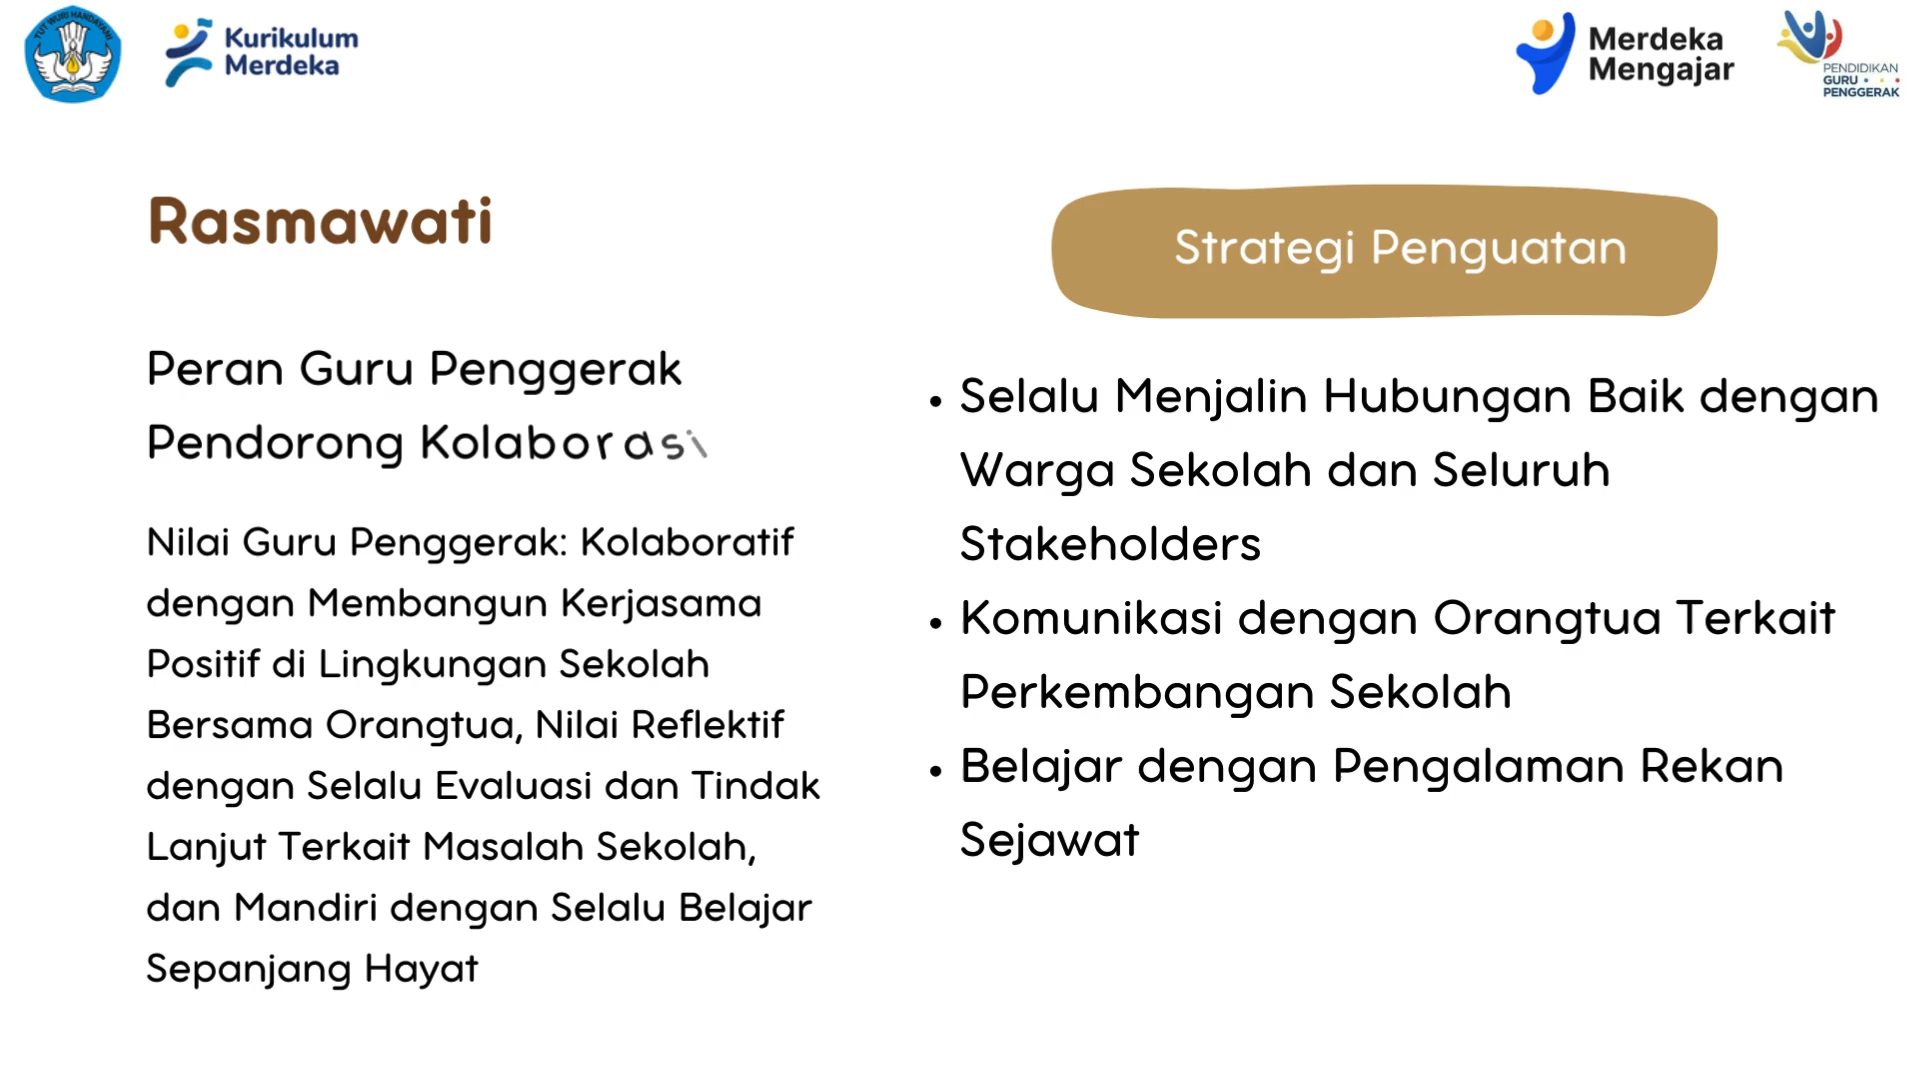 TUT WURI HANDAYANI
Kurikulum
Merdeka
Merdeka
Mengajar
PENDIDIKAN
GURU
PENGGERAK
Rasmawati
Peran Guru Penggerak
Pendorong Kolaborasi
Nilai Guru Penggerak: Kolaboratif
dengan Membangun Kerjasama
Positif di Lingkungan Sekolah
Bersama Orangtua, Nilai Reflektif
dengan Selalu Evaluasi dan Tindak
Lanjut Terkait Masalah Sekolah,
dan Mandiri dengan Selalu Belajar
Sepanjang Hayat
Strategi Penguatan
• Selalu Menjalin Hubungan Baik dengan
Warga Sekolah dan Seluruh
Stakeholders
• Komunikasi dengan Orangtua Terkait
Perkembangan Sekolah
• Belajar dengan Pengalaman Rekan
Sejawat